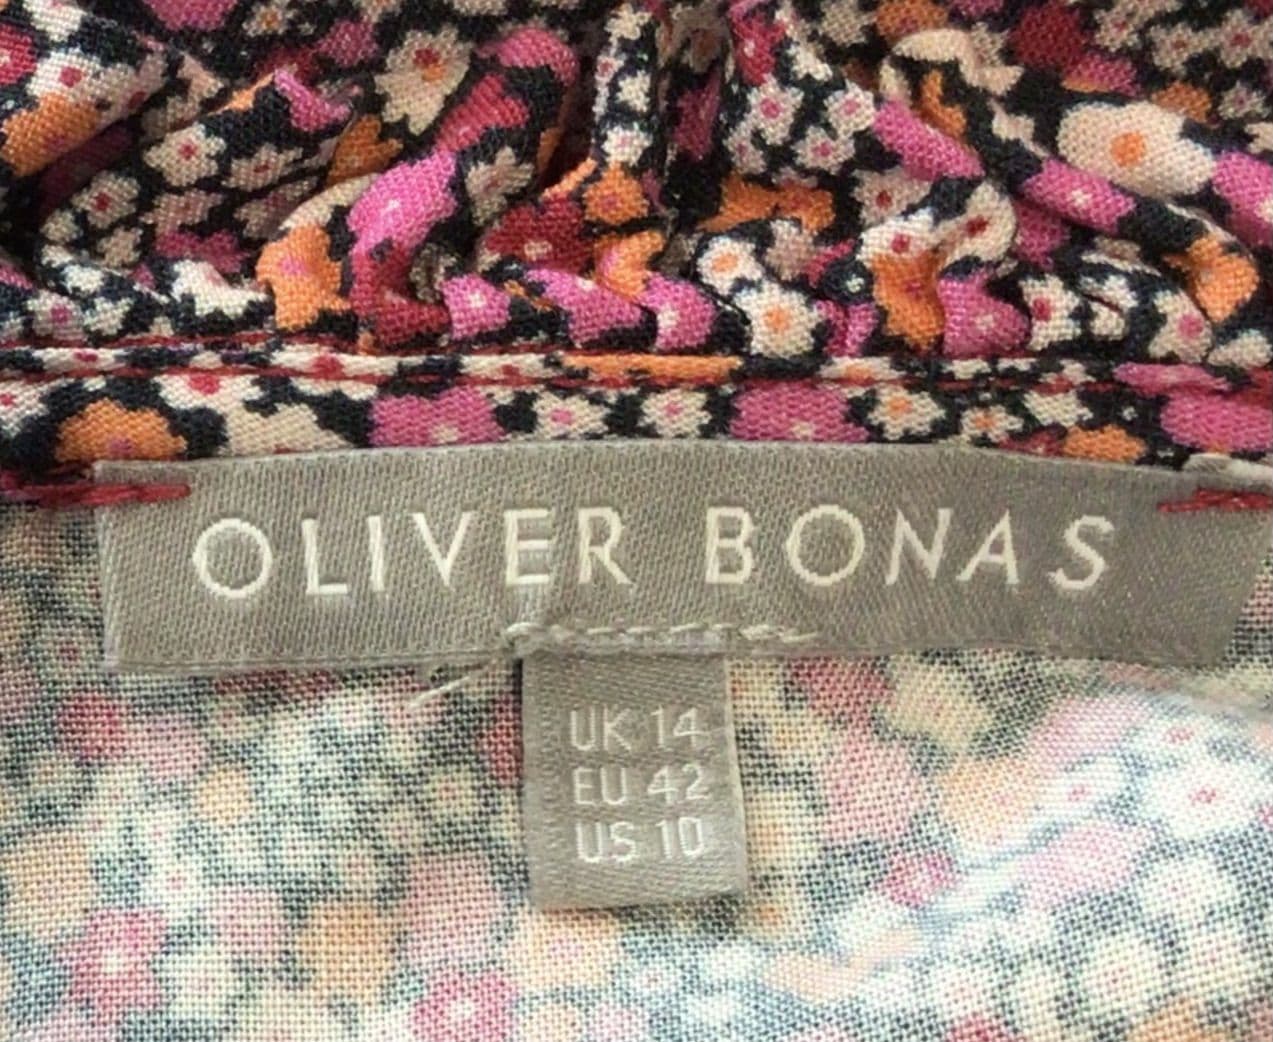 OLIVER BONAS
UK 14
EU 42
US 10